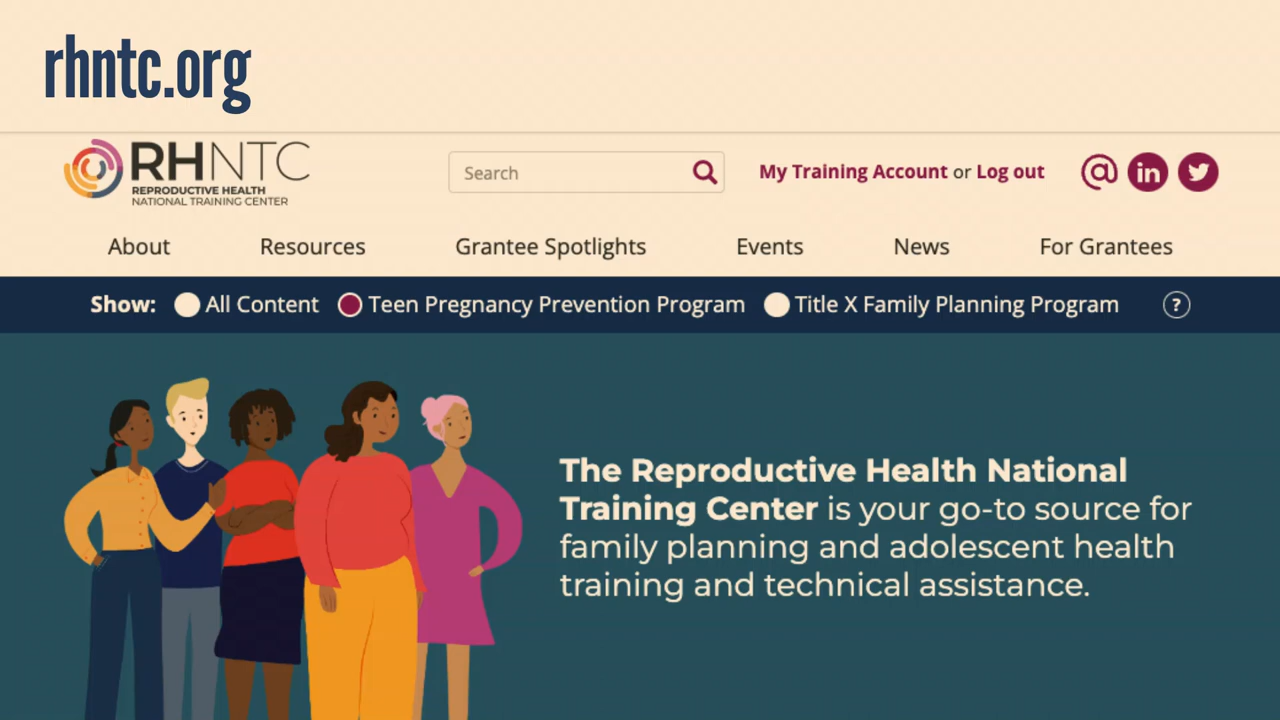 rhntc.org
RHNTC
REPRODUCTIVE HEALTH
NATIONAL TRAINING CENTER
Search
My Training Account or Log out
@ in
About Resources Grantee Spotlights Events News For Grantees
Show: All Content Teen Pregnancy Prevention Program Title X Family Planning Program ?
The Reproductive Health National
Training Center is your go-to source for
family planning and adolescent health
training and technical assistance.